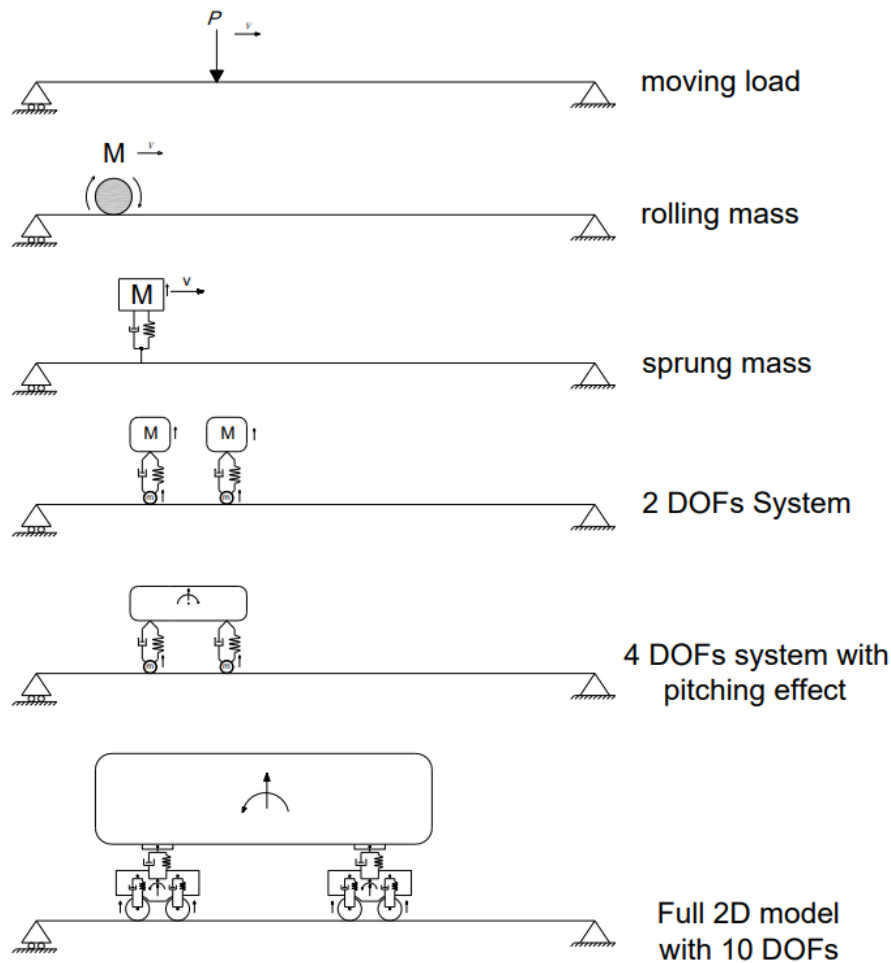 P v
moving load
M v
rolling mass
M v
sprung mass
M M
m m
2 DOFs System
m m
4 DOFs system with
pitching effect
Full 2D model
with 10 DOFs